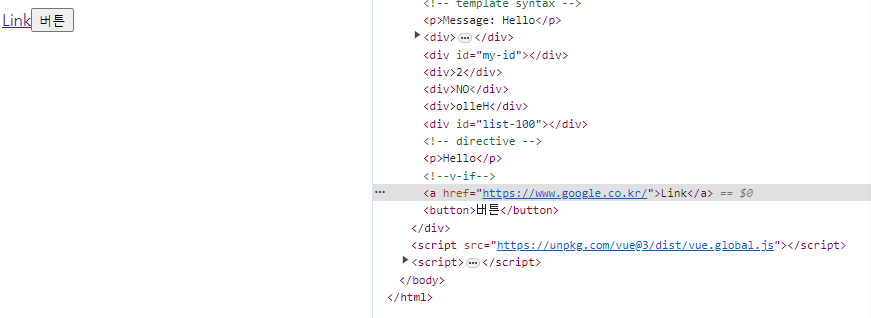 Link 버튼
<!-- template syntax -->
<p>Message: Hello</p>
<div> ⋯ </div>
<div id="my-id"></div>
<div>2</div>
<div>NO</div>
<div>olleH</div>
<div id="list-100"></div>
<!-- directive -->
<p>Hello</p>
<!--v-if-->
<a href="https://www.google.co.kr/">Link</a> == $0
<button>버튼</button>
</div>
<script src="https://unpkg.com/vue@3/dist/vue.global.js"></script>
<script> ⋯ </script>
</body>
</html>